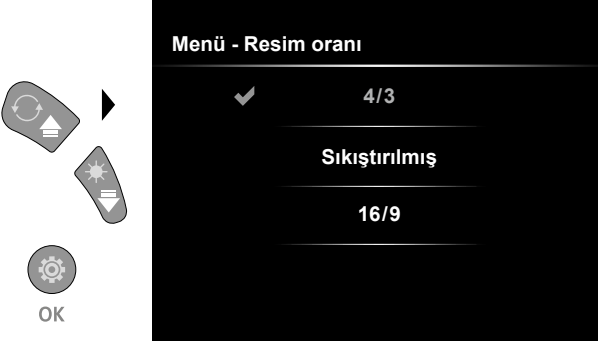 Menü - Resim oranı
4/3
Sıkıştırılmış
16/9
OK